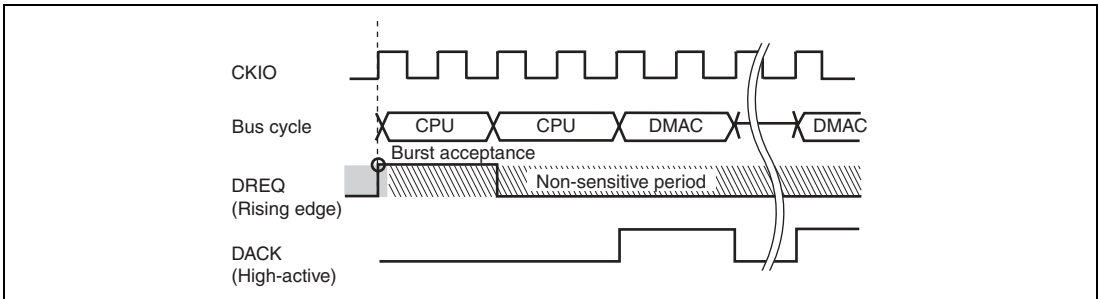 CKIO
Bus cycle
CPU
CPU
DMAC
DMAC
Burst acceptance
DREQ
(Rising edge)
Non-sensitive period
DACK
(High-active)